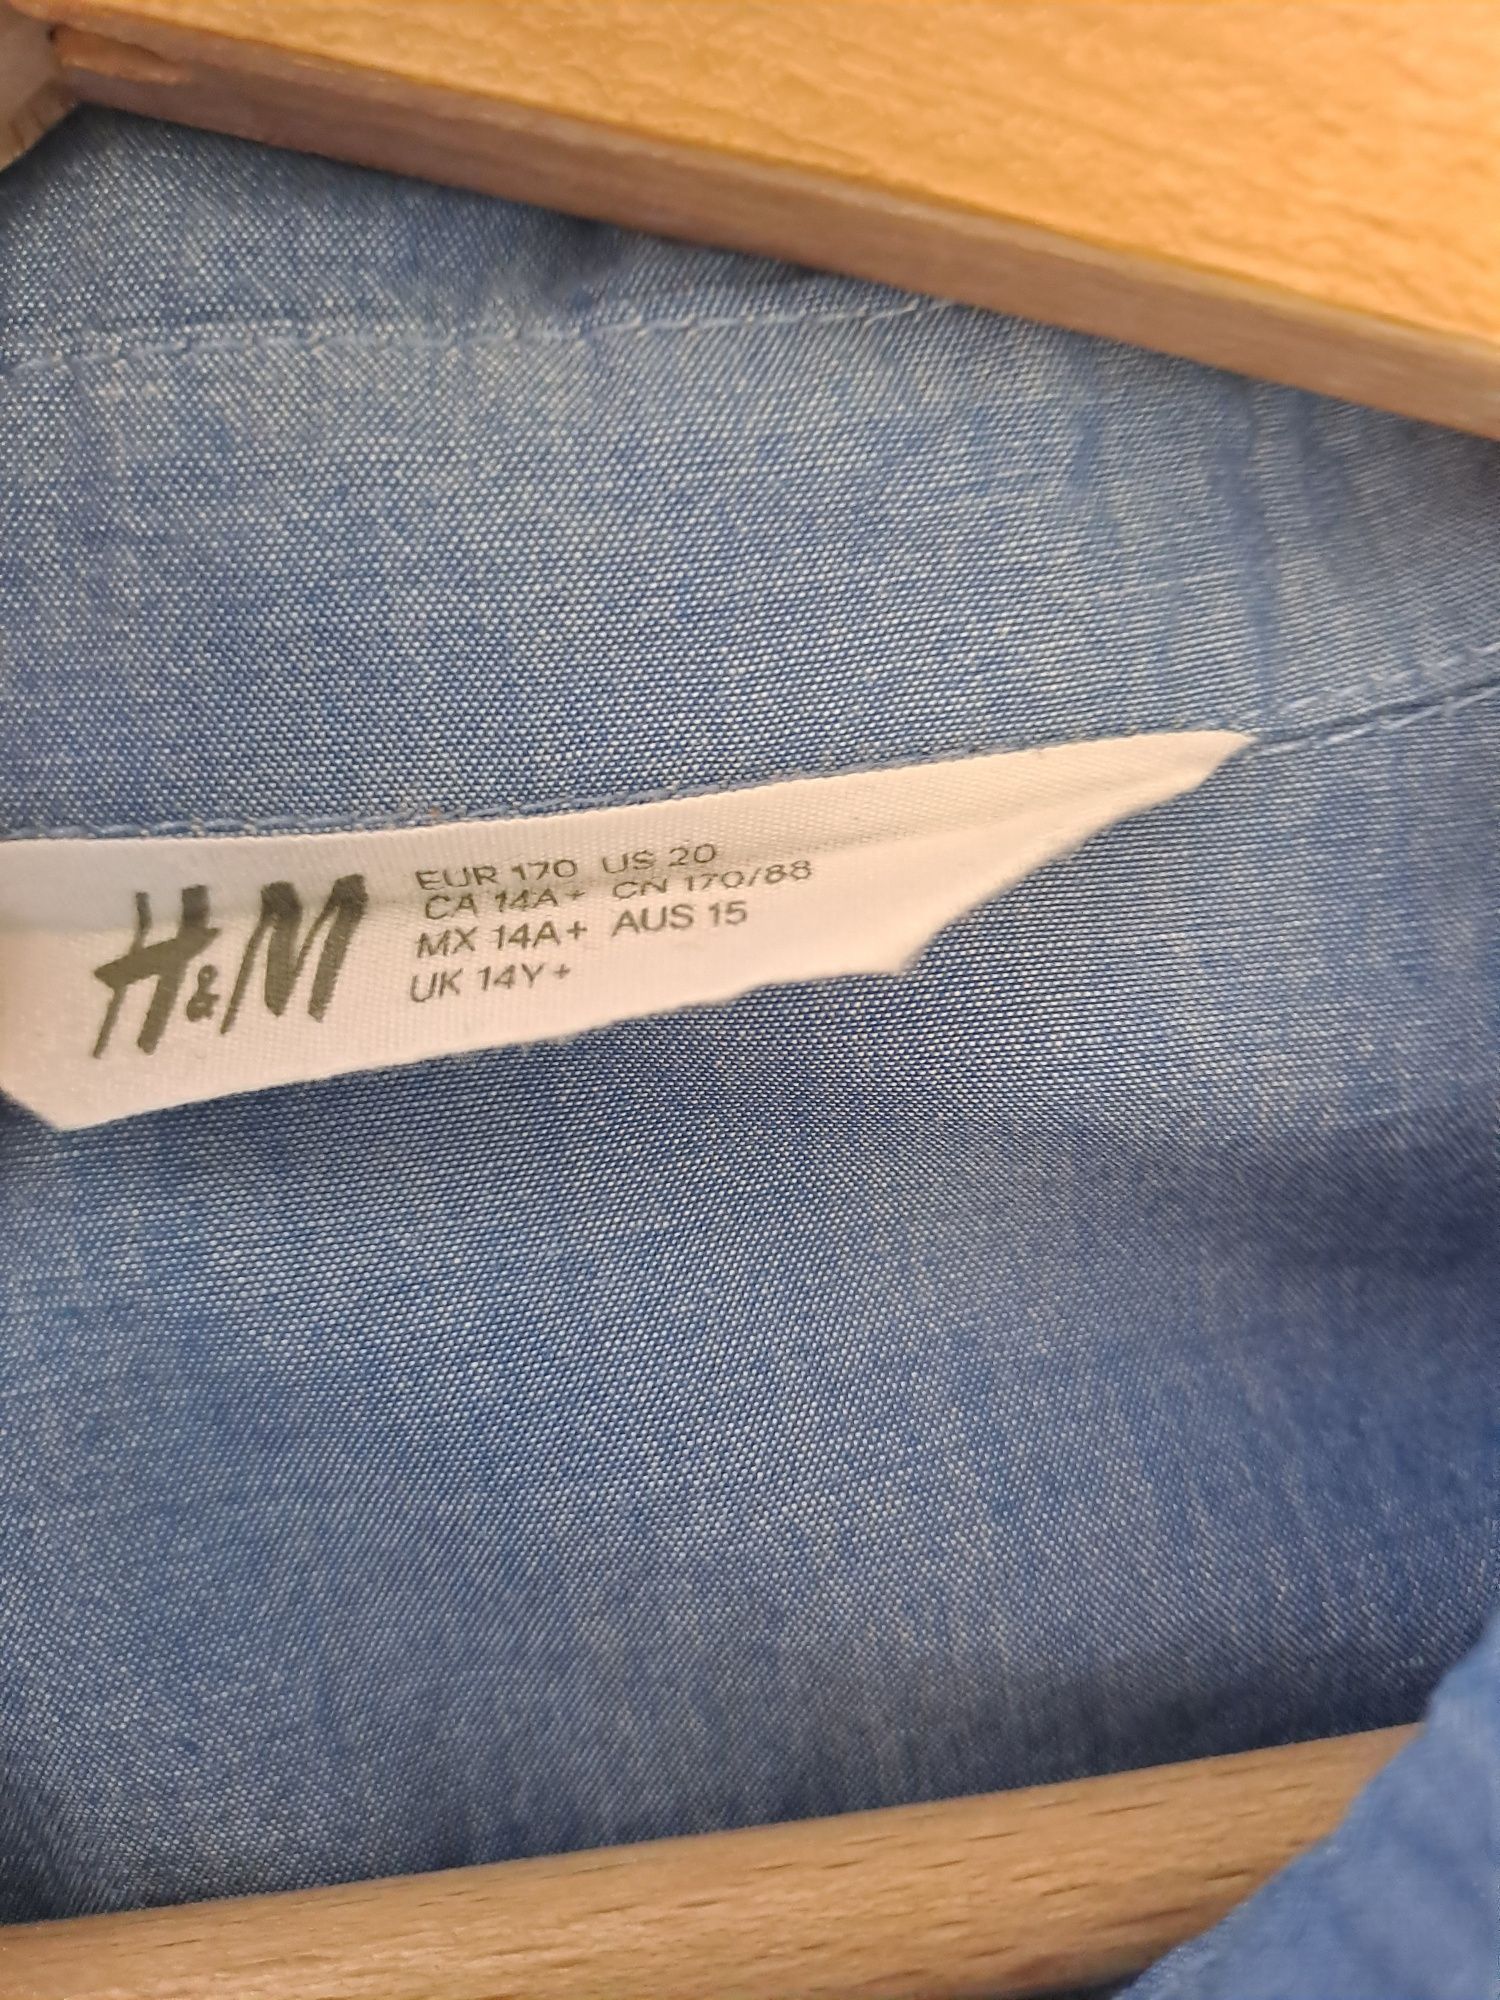 H&M
EUR 170 US 20
CA 14A+ CN 170/88
MX 14A+ AUS 15
UK 14Y+